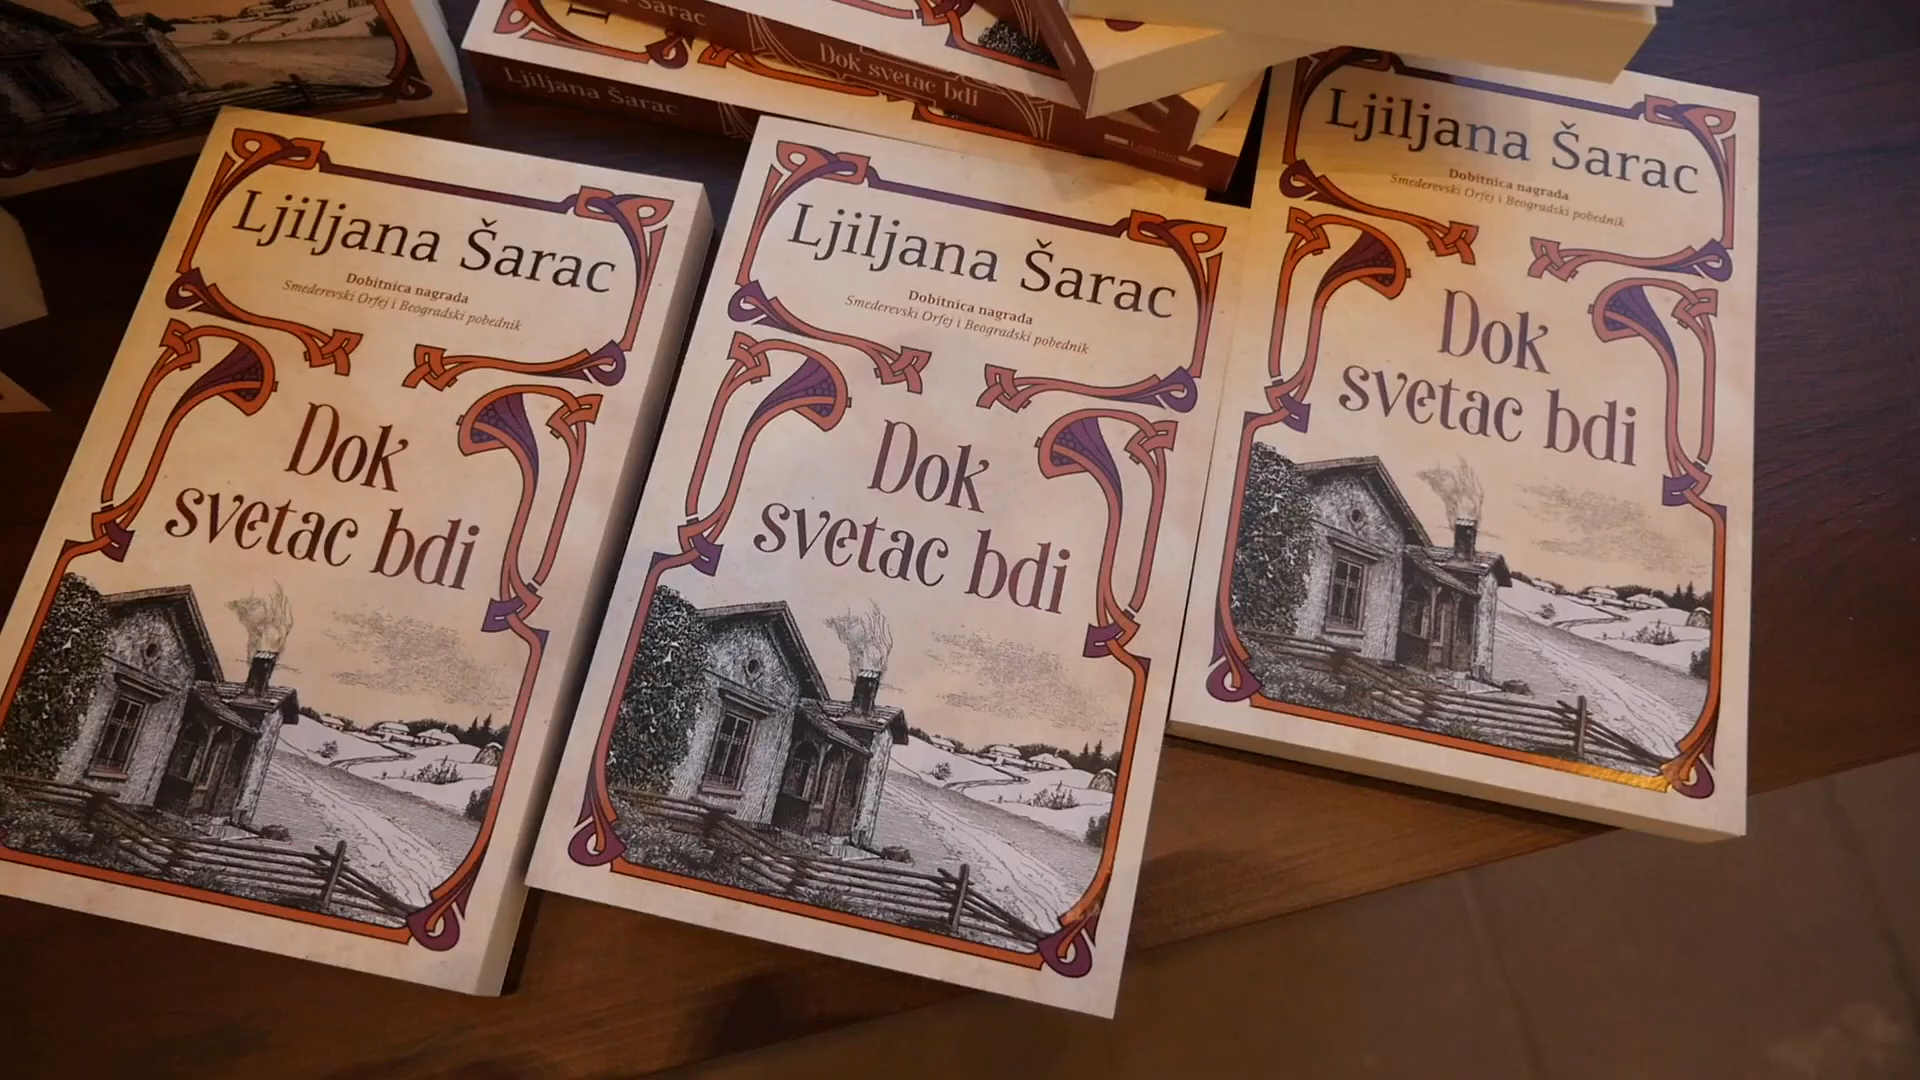 Ljiljana Šarac
Dok svetac bdi
Ljiljana Šarac
Ljiljana Šarac
Dobitnica nagrada
Smederevski Orfej i Beogradski pobednik
Dok
svetac bdi
Ljiljana Šarac
Dobitnica nagrada
Smederevski Orfej i Beogradski pobednik
Dok
svetac bdi
Ljiljana Šarac
Dobitnica nagrada
Smederevski Orfej i Beogradski pobednik
Dok
svetac bdi